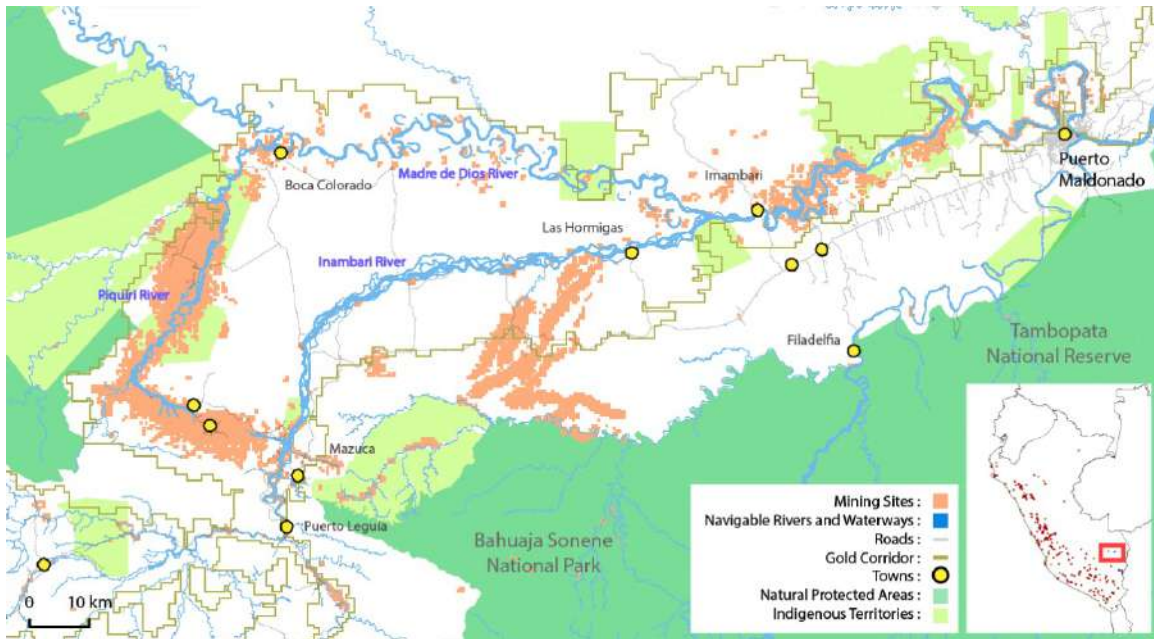 Boca Colorado
Madre de Dios River
Imambari
Puerto
Maldonado
Las Hormigas
Inambari River
Piquiri River
Filadelfia
Tambopata
National Reserve
Mazuca
Puerto Leguia
Bahuaja Sonene
National Park
Mining Sites :
Navigable Rivers and Waterways :
Roads :
Gold Corridor :
Towns :
Natural Protected Areas :
Indigenous Territories :
0 10 km